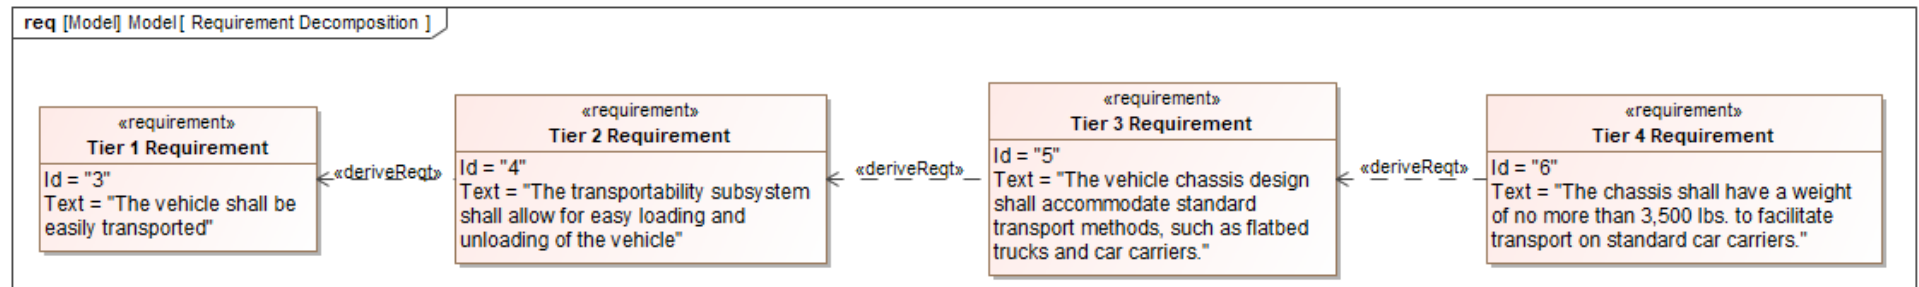 req [Model] Model[ Requirement Decomposition ]
«requirement»
Tier 1 Requirement
Id = "3"
Text = "The vehicle shall be
easily transported"
«deriveReqt»
«requirement»
Tier 2 Requirement
Id = "4"
Text = "The transportability subsystem
shall allow for easy loading and
unloading of the vehicle"
«deriveReqt»
«requirement»
Tier 3 Requirement
Id = "5"
Text = "The vehicle chassis design
shall accommodate standard
transport methods, such as flatbed
trucks and car carriers."
«deriveReqt»
«requirement»
Tier 4 Requirement
Id = "6"
Text = "The chassis shall have a weight
of no more than 3,500 lbs. to facilitate
transport on standard car carriers."